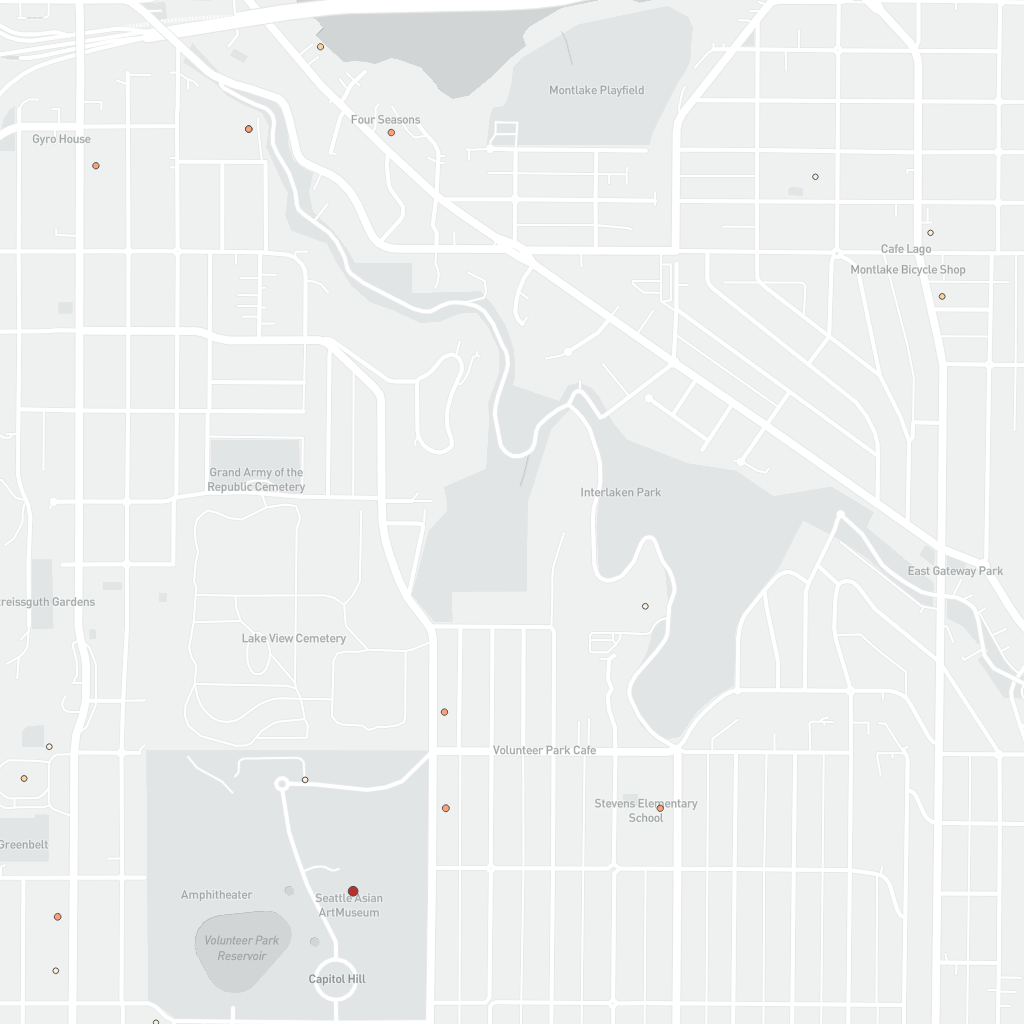 Montlake Playfield
Four Seasons
Gyro House
Cafe Lago
Montlake Bicycle Shop
Grand Army of the
Republic Cemetery
Interlaken Park
East Gateway Park
reissguth Gardens
Lake View Cemetery
Volunteer Park Cafe
Stevens Elementary
School
Greenbelt
Amphitheater
Seattle Asian
ArtMuseum
Volunteer Park
Reservoir
Capitol Hill